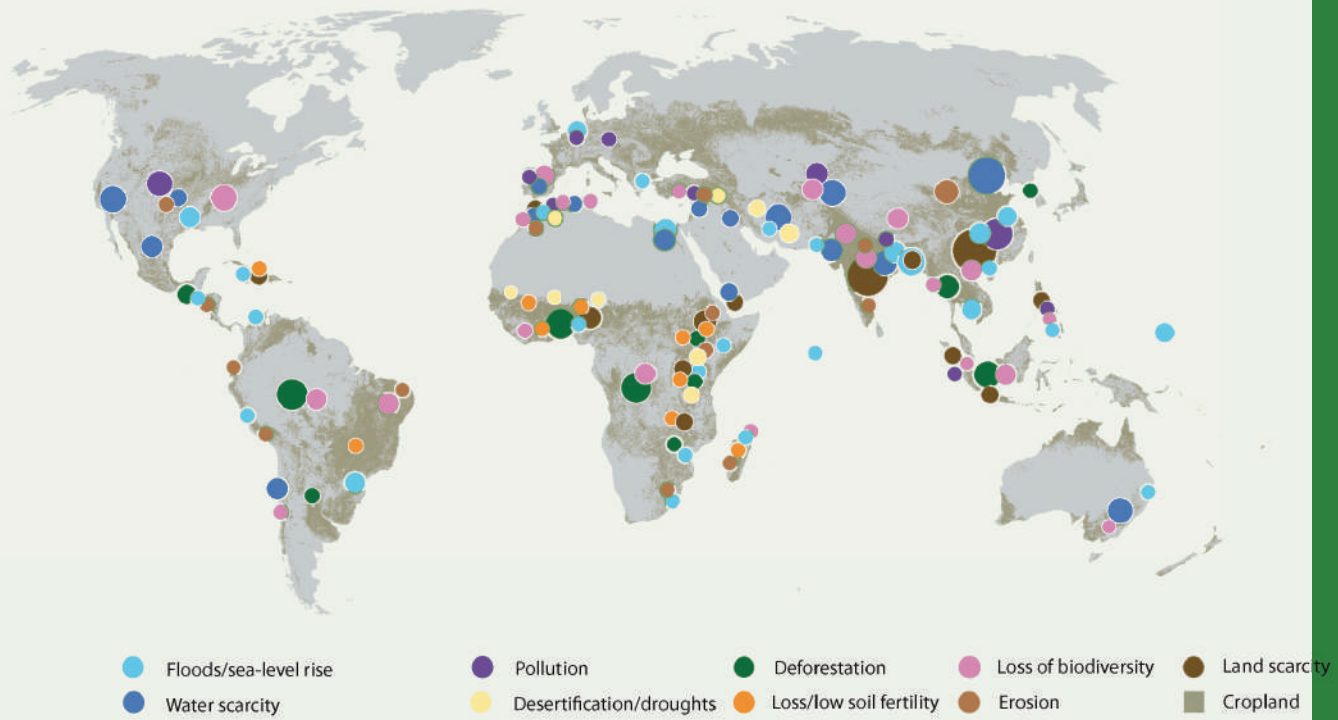 Floods/sea-level rise
Pollution
Deforestation
Loss of biodiversity
Land scarcity
Water scarcity
Desertification/droughts
Loss/low soil fertility
Erosion
Cropland